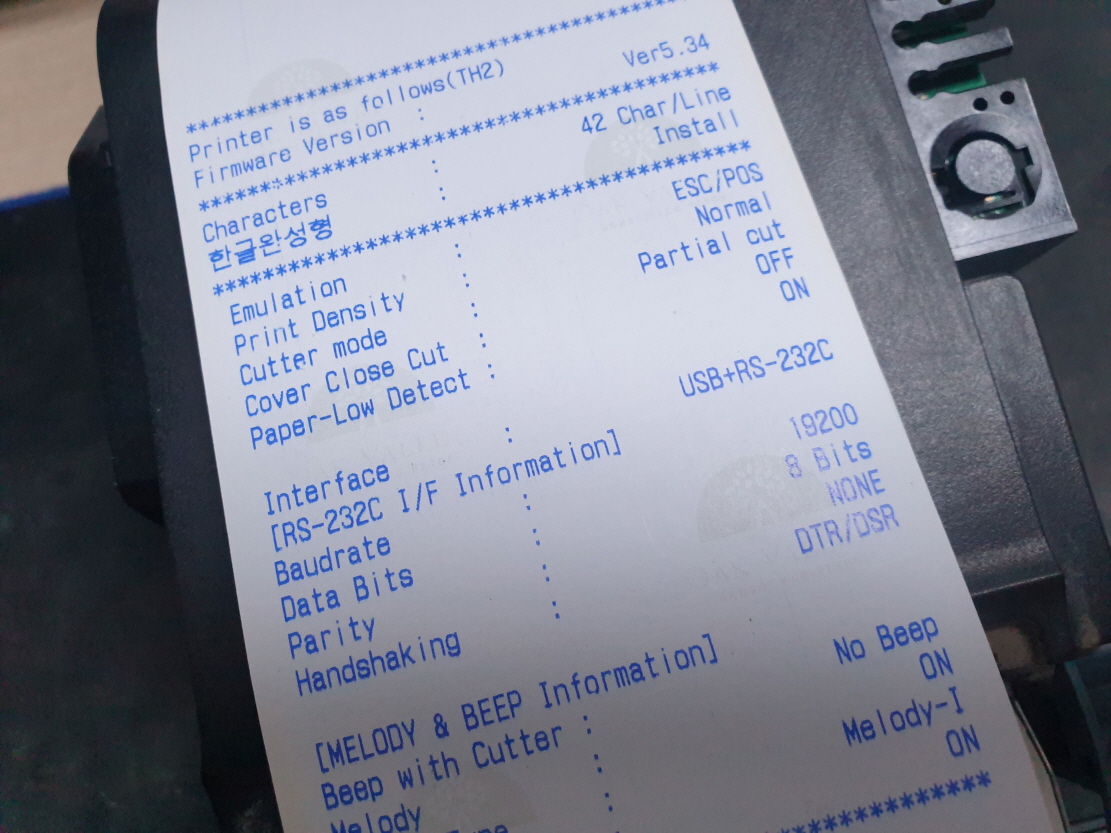 ******************************************
Printer is as follows(TH2)
Firmware Version : Ver5.34
******************************************
Characters : 42 Char/Line
한글완성형 : Install
******************************************
Emulation : ESC/POS
Print Density : Normal
Cutter mode : Partial cut
Cover Close Cut : OFF
Paper-Low Detect : ON
Interface : USB+RS-232C
[RS-232C I/F Information]
Baudrate : 19200
Data Bits : 8 Bits
Parity : NONE
Handshaking : DTR/DSR
[MELODY & BEEP Information]
Beep with Cutter : No Beep
Melody : ON
Type : Melody-I
ON
******************